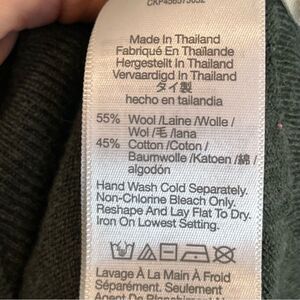 Made In Thailand
Fabriqué En Thaïlande
Hergestellt in Thailand
Vervaardigd In Thailand
タイ製
hecho en tailandia
55% Wool /Laine /Wolle /
Wol /毛 /lana
45% Cotton /Coton /
Baumwolle /Katoen /綿 /
algodón
Hand Wash Cold Separately.
Non-Chlorine Bleach Only.
Reshape And Lay Flat To Dry.
Iron On Lowest Setting.
Lavage À La Main À Froid
Séparément. Seulement
Agent De